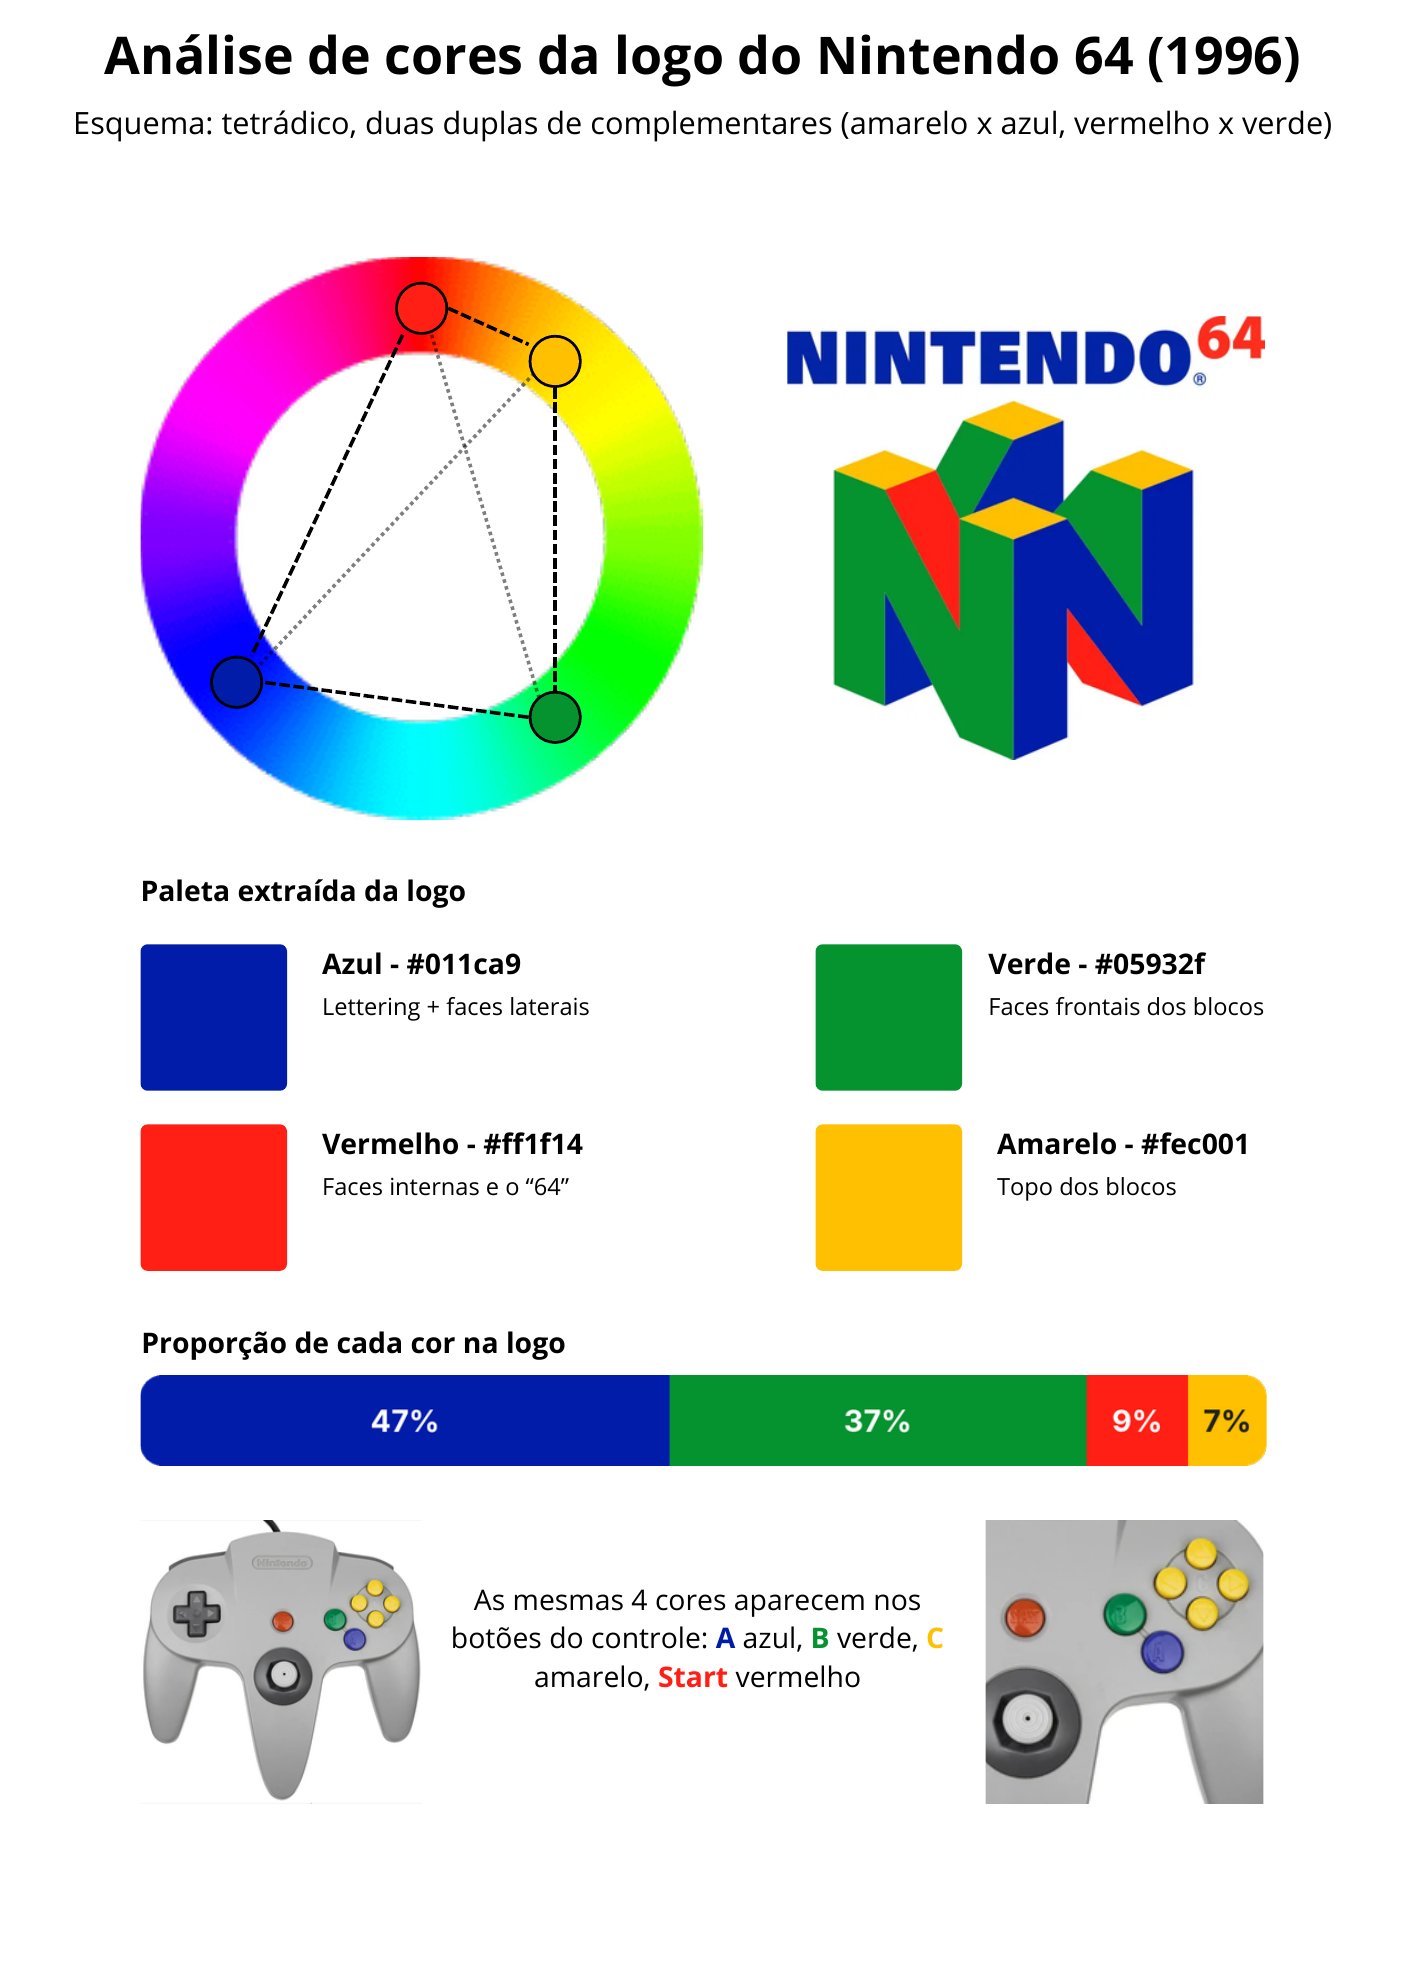 Análise de cores da logo do Nintendo 64 (1996)
Esquema: tetrádico, duas duplas de complementares (amarelo x azul, vermelho x verde)
NINTENDO 64
®
Paleta extraída da logo
Azul - #011ca9
Lettering + faces laterais
Verde - #05932f
Faces frontais dos blocos
Vermelho - #ff1f14
Faces internas e o “64”
Amarelo - #fec001
Topo dos blocos
Proporção de cada cor na logo
47% 37% 9% 7%
Nintendo
As mesmas 4 cores aparecem nos
botões do controle: A azul, B verde, C
amarelo, Start vermelho
B
A
C